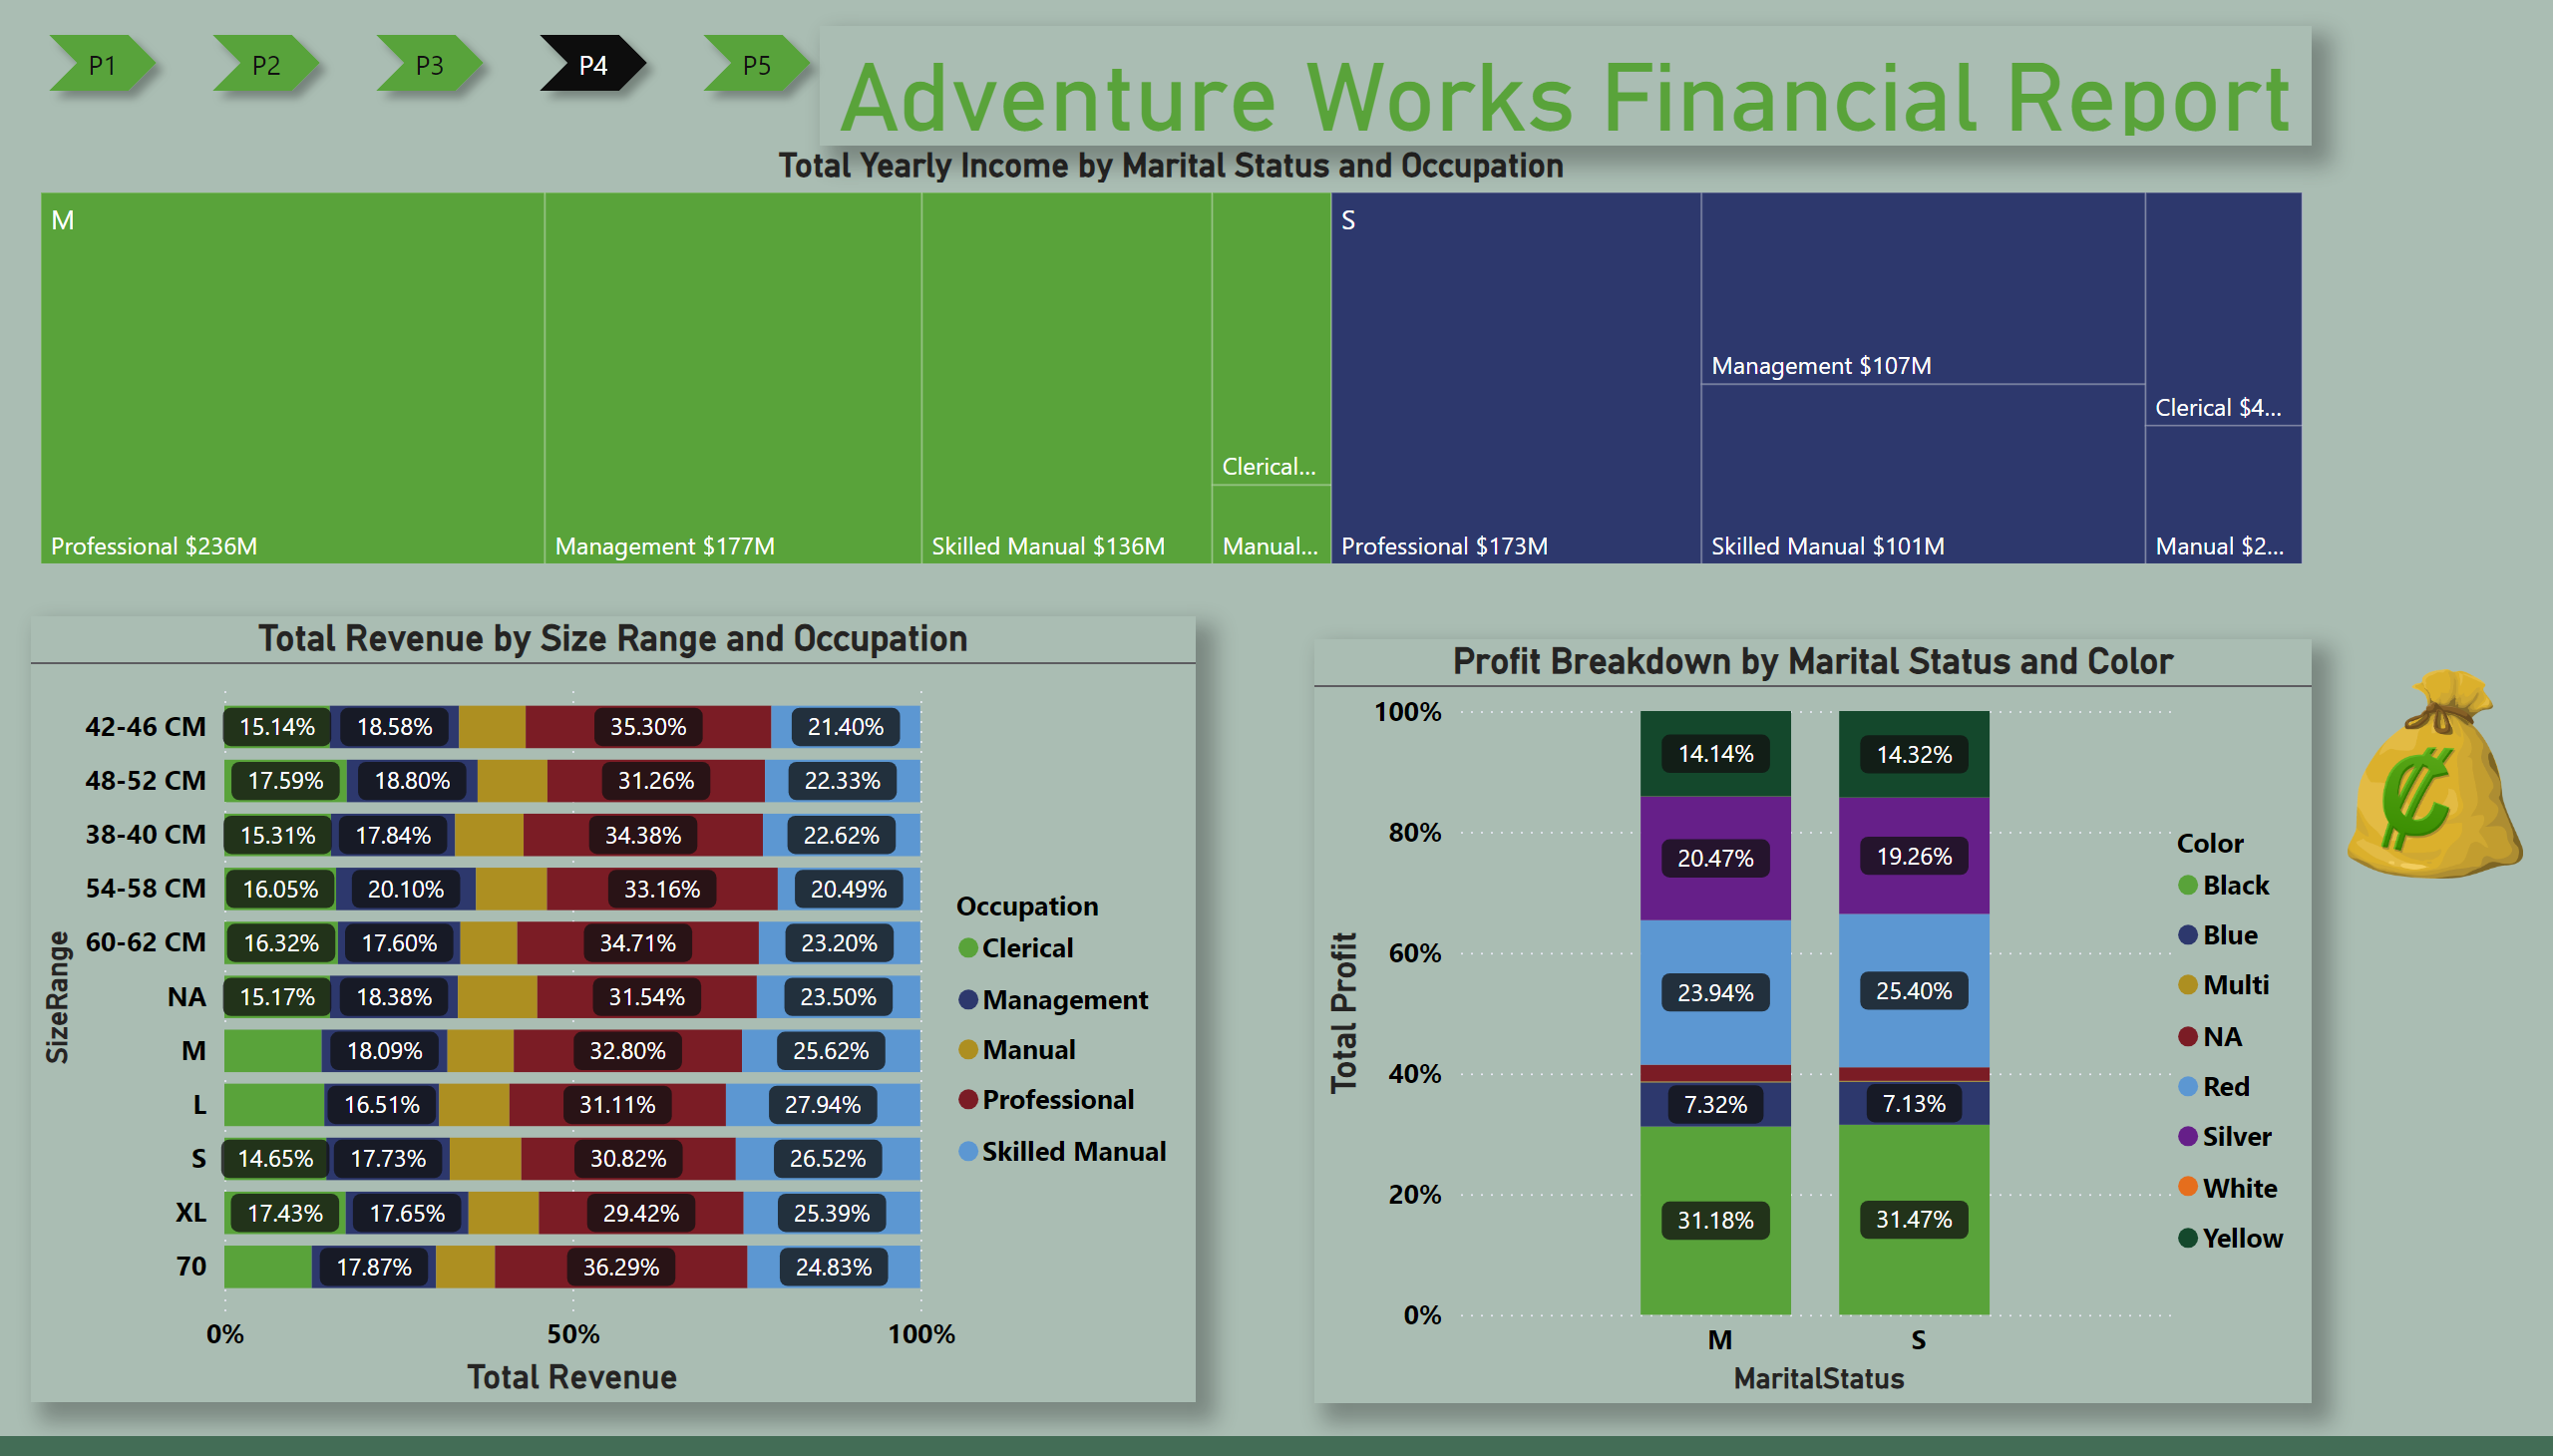 P1 P2 P3 P4 P5
Adventure Works Financial Report
Total Yearly Income by Marital Status and Occupation
M
Professional $236M
Management $177M
Skilled Manual $136M
Clerical...
Manual...
S
Professional $173M
Management $107M
Skilled Manual $101M
Clerical $4...
Manual $2...
Total Revenue by Size Range and Occupation
SizeRange
42-46 CM 15.14% 18.58% 35.30% 21.40%
48-52 CM 17.59% 18.80% 31.26% 22.33%
38-40 CM 15.31% 17.84% 34.38% 22.62%
54-58 CM 16.05% 20.10% 33.16% 20.49%
60-62 CM 16.32% 17.60% 34.71% 23.20%
NA 15.17% 18.38% 31.54% 23.50%
M 18.09% 32.80% 25.62%
L 16.51% 31.11% 27.94%
S 14.65% 17.73% 30.82% 26.52%
XL 17.43% 17.65% 29.42% 25.39%
70 17.87% 36.29% 24.83%
0% 50% 100%
Total Revenue
Occupation
Clerical
Management
Manual
Professional
Skilled Manual
Profit Breakdown by Marital Status and Color
Total Profit
100%
80%
60%
40%
20%
0%
14.14% 14.32%
20.47% 19.26%
23.94% 25.40%
7.32% 7.13%
31.18% 31.47%
M S
MaritalStatus
Color
Black
Blue
Multi
NA
Red
Silver
White
Yellow
₵